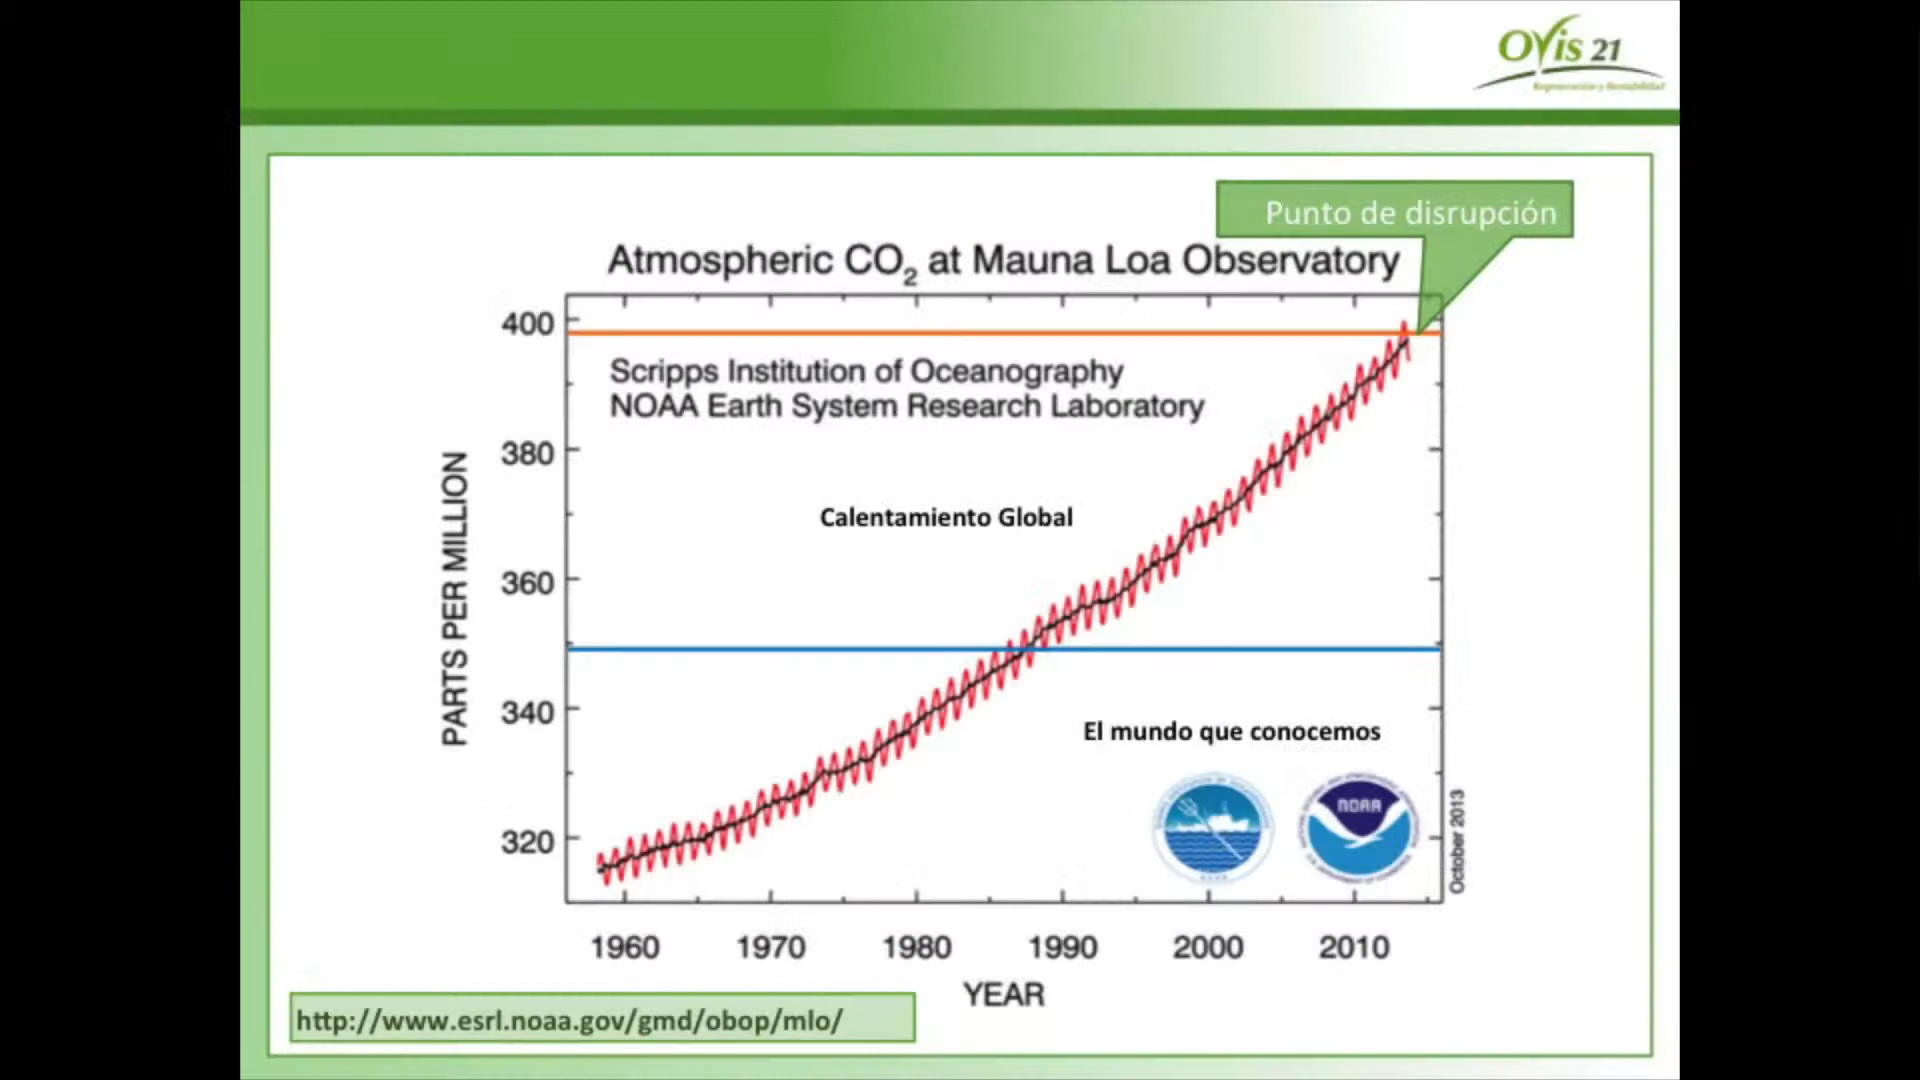 Ovis 21
Regeneración y Rentabilidad
Punto de disrupción
Atmospheric CO2 at Mauna Loa Observatory
400
Scripps Institution of Oceanography
NOAA Earth System Research Laboratory
380
Calentamiento Global
360
340
El mundo que conocemos
NOAA
320
PARTS PER MILLION
October 2013
1960 1970 1980 1990 2000 2010
YEAR
http://www.esrl.noaa.gov/gmd/obop/mlo/